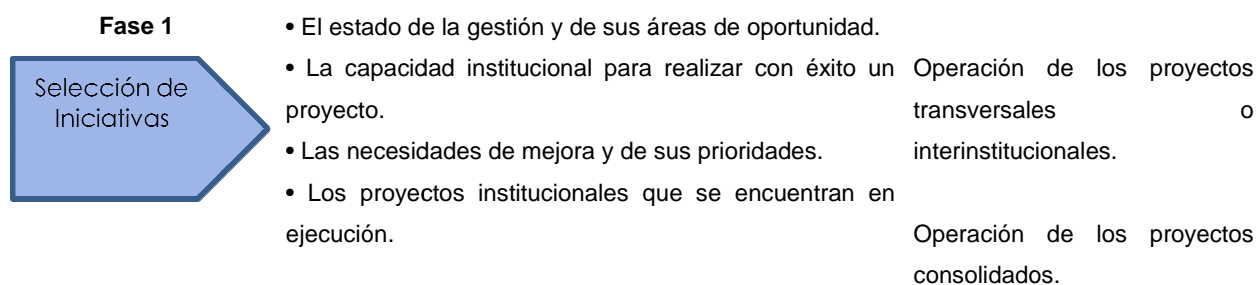 Fase 1
Selección de
Iniciativas
• El estado de la gestión y de sus áreas de oportunidad.
• La capacidad institucional para realizar con éxito un
proyecto.
• Las necesidades de mejora y de sus prioridades.
• Los proyectos institucionales que se encuentran en
ejecución.
Operación de los proyectos
transversales o
interinstitucionales.
Operación de los proyectos
consolidados.